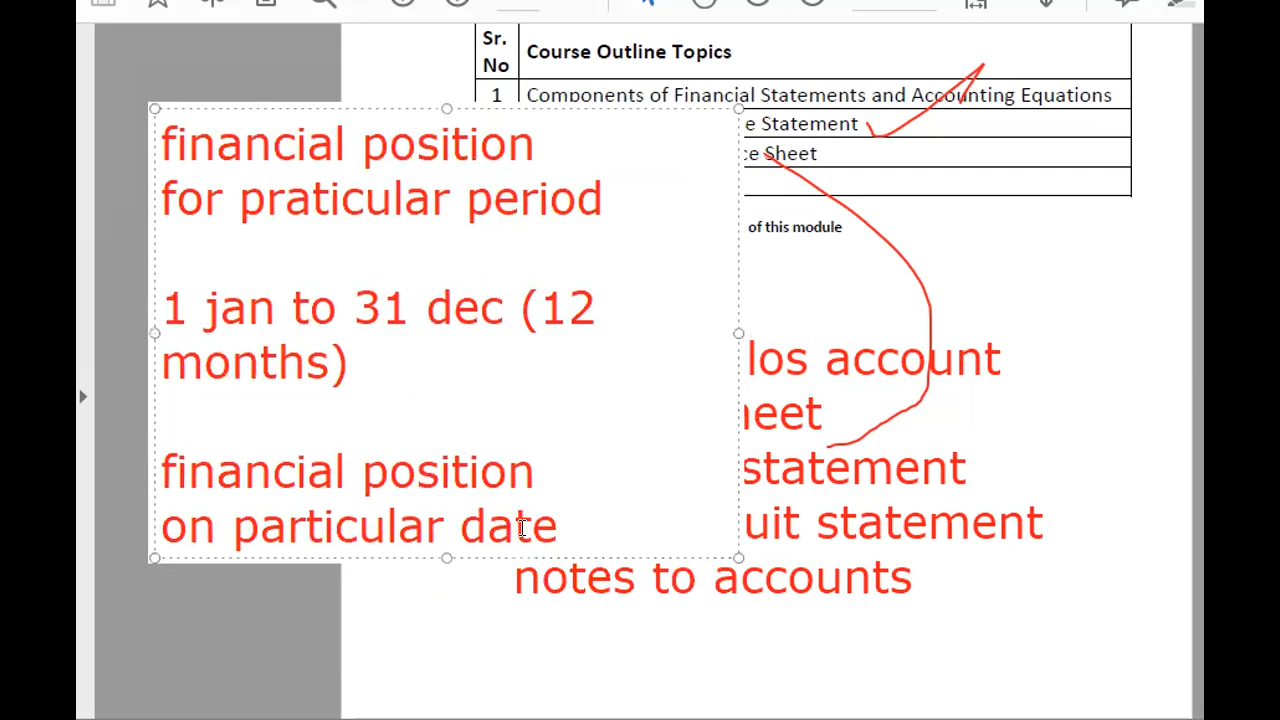 Sr. No
Course Outline Topics
1 Components of Financial Statements and Accounting Equations
Statement
Sheet
of this module
financial position
for praticular period
1 jan to 31 dec (12
months)
financial position
on particular date
los account
statement
statement
notes to accounts